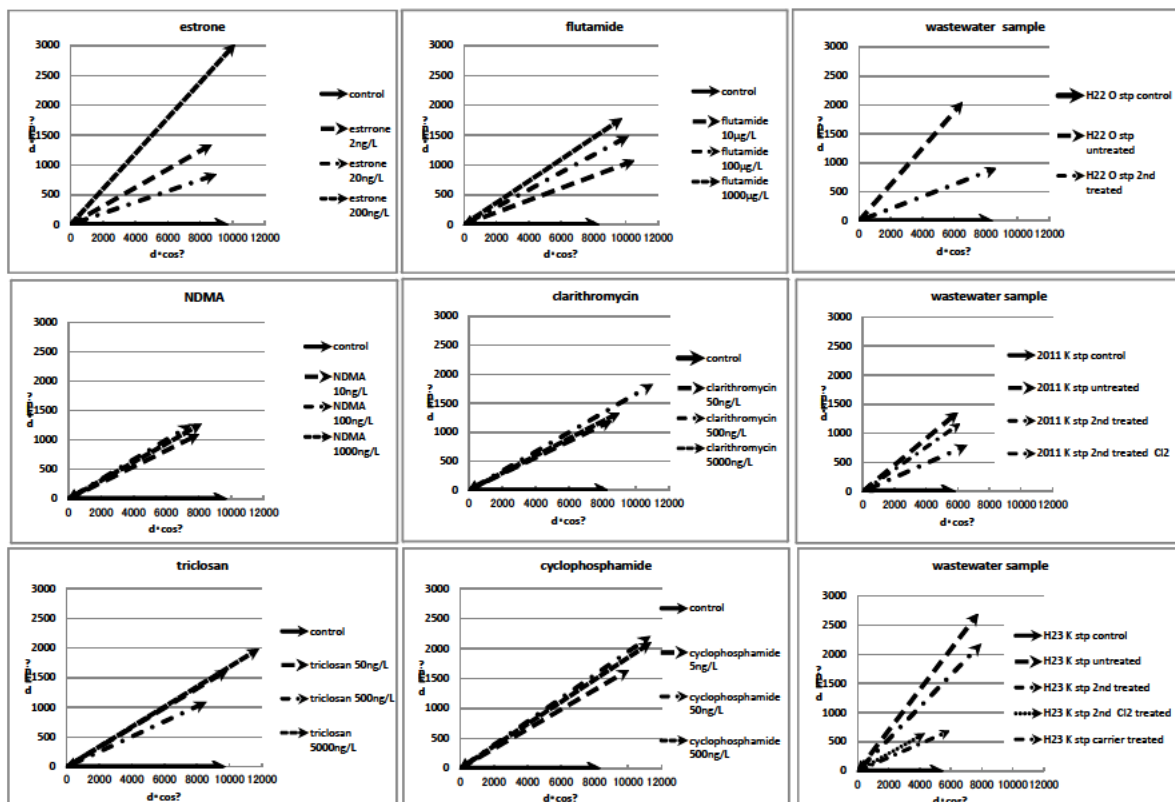 estrone
3000
2500
2000
1500
1000
500
0
0 2000 4000 6000 8000 10000 12000
d*cos?
control
estrrone
2ng/L
estrone
20ng/L
estrone
200ng/L
flutamide
3000
2500
2000
1500
1000
500
0
0 2000 4000 6000 8000 10000 12000
d*cos?
control
flutamide
10µg/L
flutamide
100µg/L
flutamide
1000µg/L
wastewater sample
3000
2500
2000
1500
1000
500
0
0 2000 4000 6000 8000 10000 12000
d*cos?
H22 O stp control
H22 O stp
untreated
H22 O stp 2nd
treated
NDMA
3000
2500
2000
1500
1000
500
0
0 2000 4000 6000 8000 10000 12000
d*cos?
control
NDMA
10ng/L
NDMA
100ng/L
NDMA
1000ng/L
clarithromycin
3000
2500
2000
1500
1000
500
0
0 2000 4000 6000 8000 10000 12000
d*cos?
control
clarithromycin
50ng/L
clarithromycin
500ng/L
clarithromycin
5000ng/L
wastewater sample
3000
2500
2000
1500
1000
500
0
0 2000 4000 6000 8000 10000 12000
d*cos?
2011 K stp control
2011 K stp untreated
2011 K stp 2nd treated
2011 K stp 2nd treated Cl2
triclosan
3000
2500
2000
1500
1000
500
0
0 2000 4000 6000 8000 10000 12000
d*cos?
control
triclosan 50ng/L
triclosan 500ng/L
triclosan
5000ng/L
cyclophosphamide
3000
2500
2000
1500
1000
500
0
0 2000 4000 6000 8000 10000 12000
d*cos?
control
cyclophosphamide
5ng/L
cyclophosphamide
50ng/L
cyclophosphamide
500ng/L
wastewater sample
3000
2500
2000
1500
1000
500
0
0 2000 4000 6000 8000 10000 12000
d*cos?
H23 K stp control
H23 K stp untreated
H23 K stp 2nd treated
H23 K stp 2nd Cl2 treated
H23 K stp carrier treated